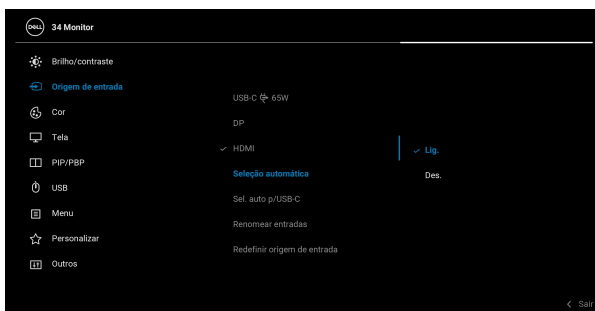 DELL 34 Monitor
Brilho/contraste
Origem de entrada
USB-C 65W
Cor
DP
Tela
HDMI
Lig.
PIP/PBP
Seleção automática
Des.
USB
Sel. auto p/USB-C
Menu
Renomear entradas
Personalizar
Redefinir origem de entrada
Outros
Sair